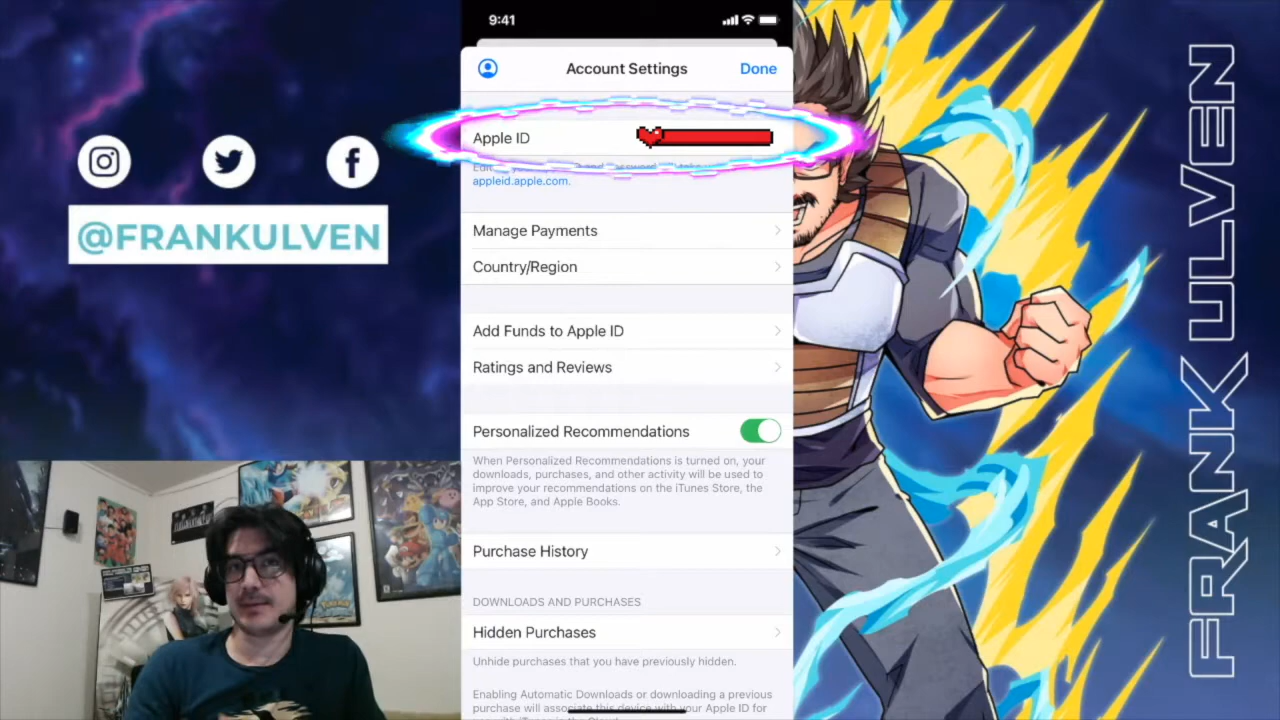 9:41
Account Settings
Done
Apple ID
appleid.apple.com.
Manage Payments
Country/Region
Add Funds to Apple ID
Ratings and Reviews
Personalized Recommendations
When Personalized Recommendations is turned on, your
downloads, purchases, and other activity will be used to
improve your recommendations on the iTunes Store, the
App Store, and Apple Books.
Purchase History
DOWNLOADS AND PURCHASES
Hidden Purchases
Unhide purchases that you have previously hidden.
Enabling Automatic Downloads or downloading a previous
purchase will associate this device with your Apple ID for
@FRANKULVEN
FRANK ULVEN